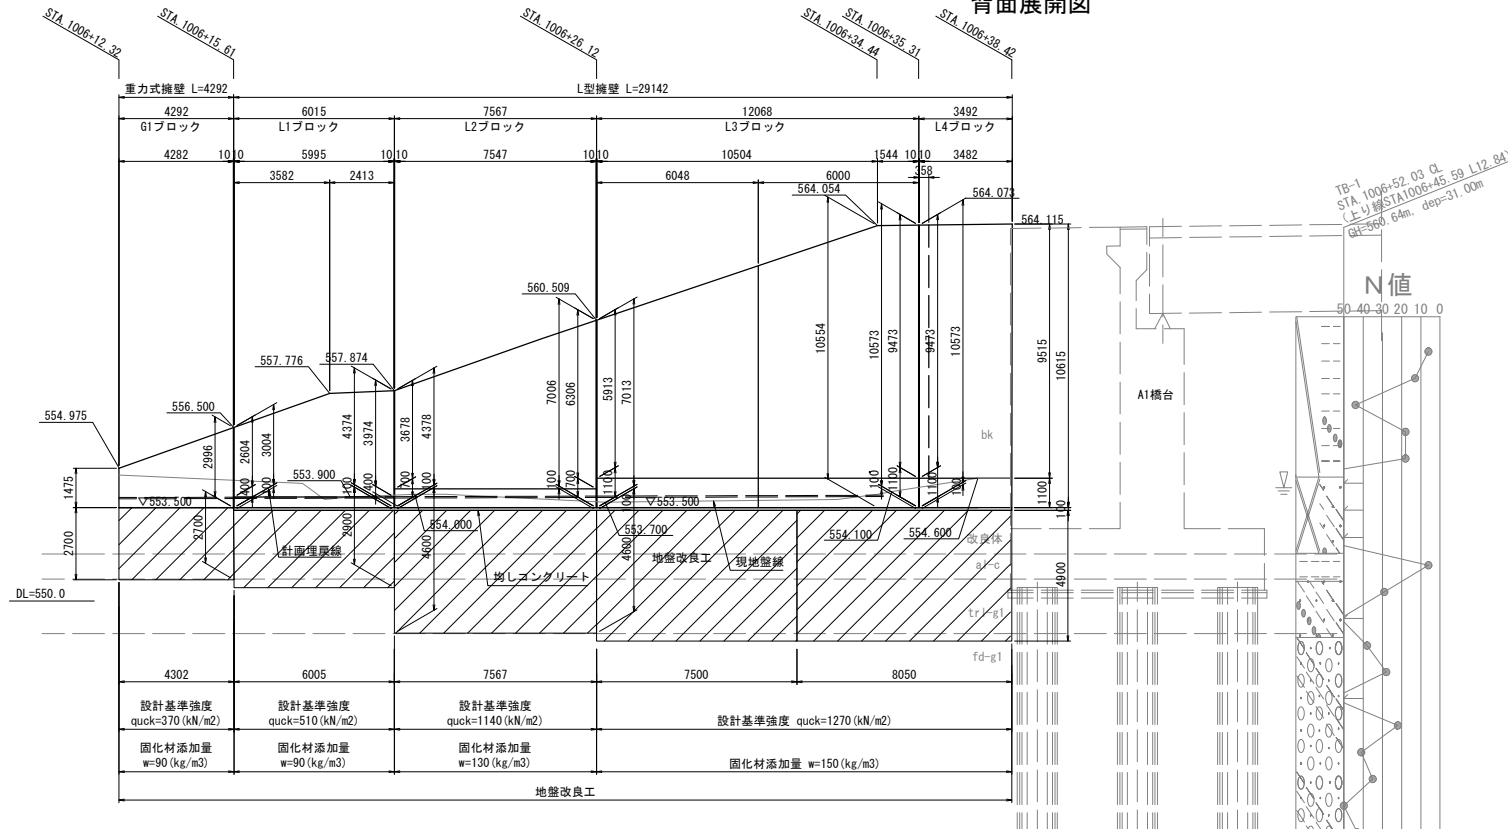 背面展開図
STA.1006+12.32
STA.1006+15.61
STA.1006+26.12
STA.1006+34.44
STA.1006+35.31
STA.1006+38.42
重力式擁壁 L=4292
L型擁壁 L=29142
4292
6015
7567
12068
3492
G1ブロック
L1ブロック
L2ブロック
L3ブロック
L4ブロック
4282
10
10
5995
10
10
7547
10
10
10504
1544
10
10
3482
3582
2413
6048
6000
358
564.054
564.073
564.115
560.509
557.776
557.874
556.500
554.975
TB-1
STA.1006+52.03 CL
(上り線STA1006+45.59 L12.84)
GH=560.64m, dep=31.00m
N値
50 40 30 20 10 0
1475
2996
2604
3004
400
4374
3974
100
400
3678
4378
700
100
7006
6306
100
700
5913
7013
1100
100
10554
10573
9473
1100
1100
9473
10573
1100
100
9515
10615
1100
100
A1橋台
bk
▽553.500
553.900
554.000
▽553.500
553.700
554.100
554.600
2700
2700
2900
4600
4600
4900
計画埋戻線
均しコンクリート
地盤改良工
現地盤線
改良体
al-c
tr1-g1
fd-g1
DL=550.0
4302
6005
7567
7500
8050
設計基準強度
quck=370(kN/m2)
設計基準強度
quck=510(kN/m2)
設計基準強度
quck=1140(kN/m2)
設計基準強度 quck=1270(kN/m2)
固化材添加量
w=90(kg/m3)
固化材添加量
w=90(kg/m3)
固化材添加量
w=130(kg/m3)
固化材添加量 w=150(kg/m3)
地盤改良工